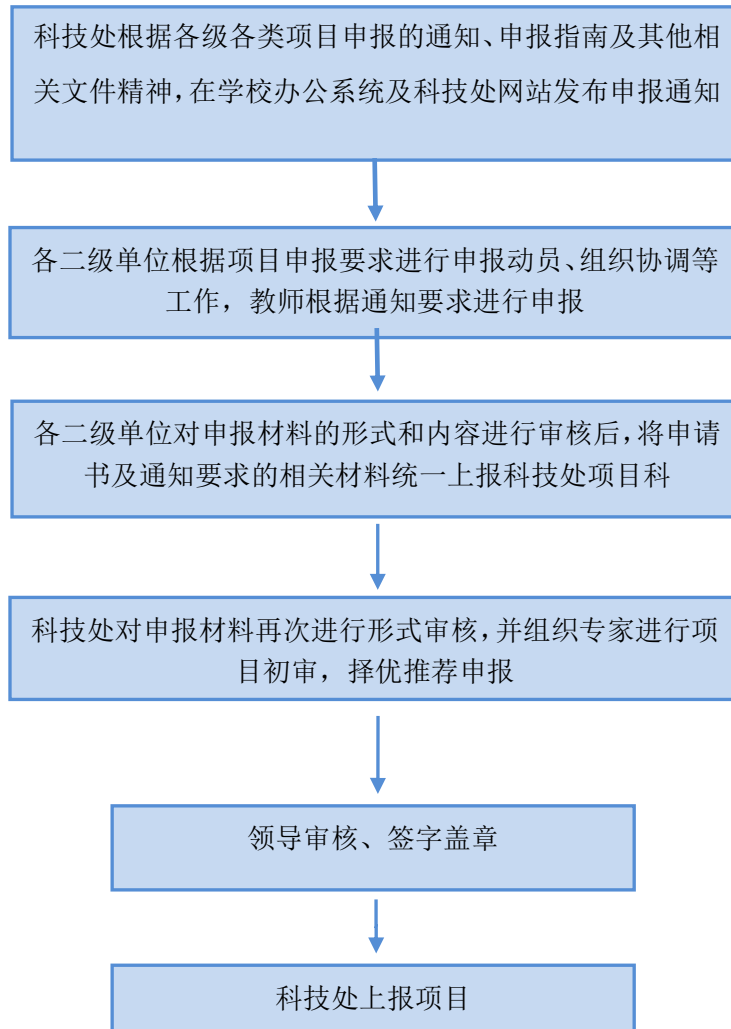 科技处根据各级各类项目申报的通知、申报指南及其他相
关文件精神,在学校办公系统及科技处网站发布申报通知
各二级单位根据项目申报要求进行申报动员、组织协调等
工作，教师根据通知要求进行申报
各二级单位对申报材料的形式和内容进行审核后,将申请
书及通知要求的相关材料统一上报科技处项目科
科技处对申报材料再次进行形式审核,并组织专家进行项
目初审，择优推荐申报
领导审核、签字盖章
科技处上报项目